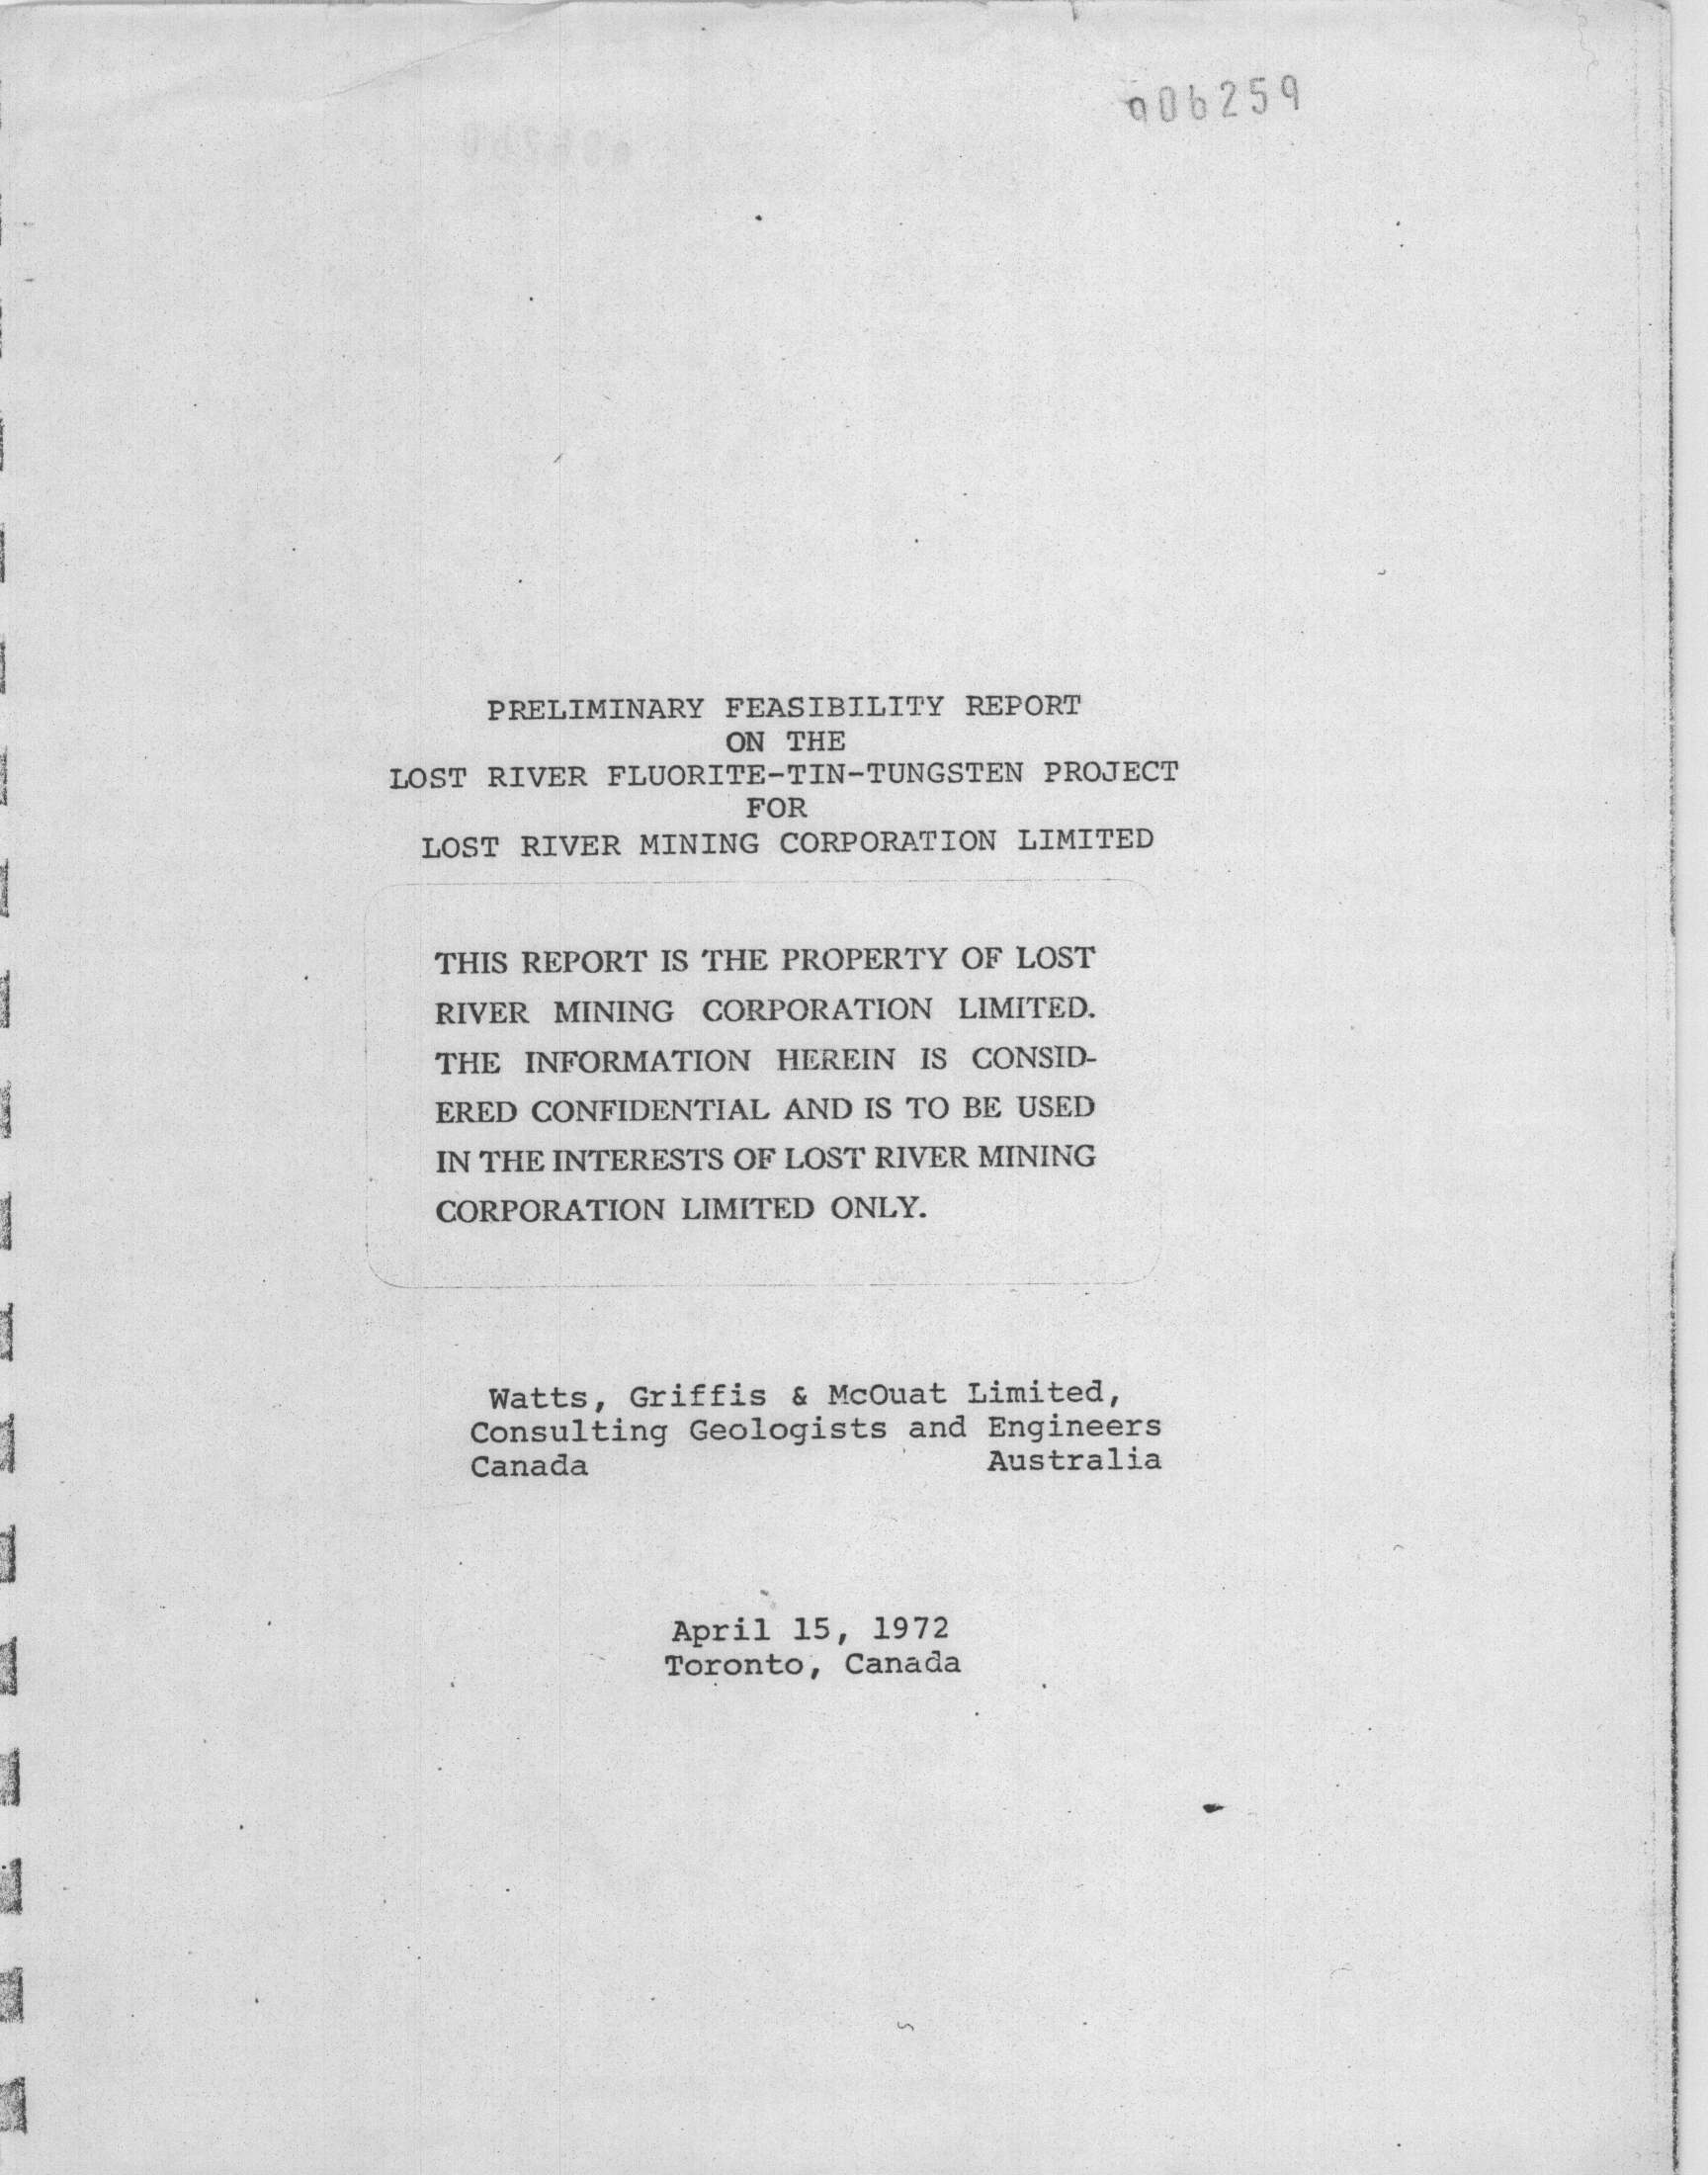 906259
PRELIMINARY FEASIBILITY REPORT
ON THE
LOST RIVER FLUORITE-TIN-TUNGSTEN PROJECT
FOR
LOST RIVER MINING CORPORATION LIMITED
THIS REPORT IS THE PROPERTY OF LOST
RIVER MINING CORPORATION LIMITED.
THE INFORMATION HEREIN IS CONSID-
ERED CONFIDENTIAL AND IS TO BE USED
IN THE INTERESTS OF LOST RIVER MINING
CORPORATION LIMITED ONLY.
Watts, Griffis & McOuat Limited,
Consulting Geologists and Engineers
Canada Australia
April 15, 1972
Toronto, Canada